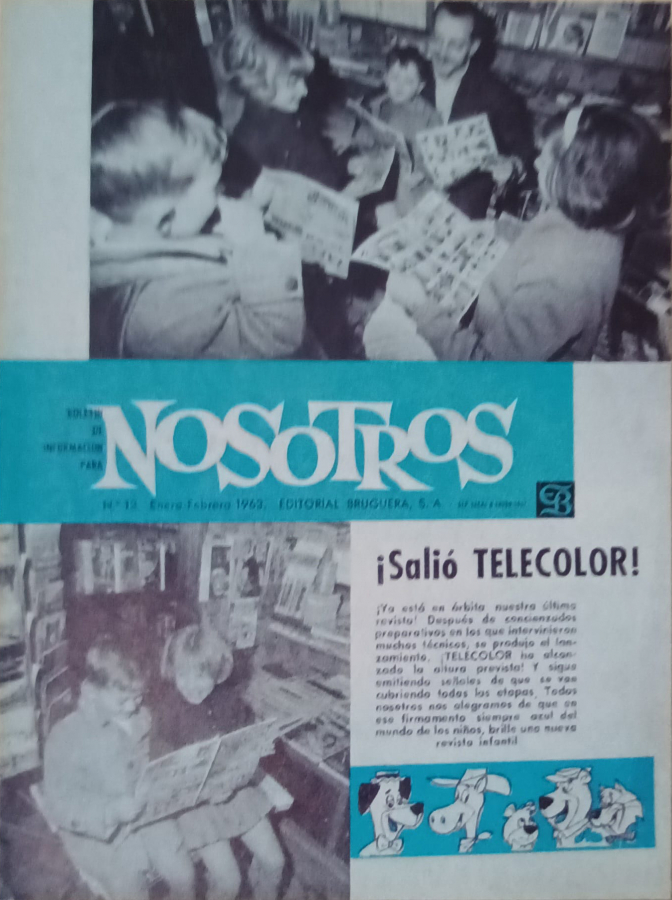 BOLETIN
DE
INFORMACION
PARA
NOSOTROS
N.º 13 Enero-Febrero 1963. EDITORIAL BRUGUERA, S. A.
B
¡Salió TELECOLOR!
¡Ya está en órbita nuestra última
revista! Después de concienzudos
preparativos en los que intervinieron
muchos técnicos, se produjo el lan-
zamiento. ¡TELECOLOR ha alcan-
zado la altura prevista! Y sigue
emitiendo señales de que se van
cubriendo todas las etapas. Todos
nosotros nos alegramos de que en
ese firmamento siempre azul del
mundo de los niños, brille una nueva
revista infantil